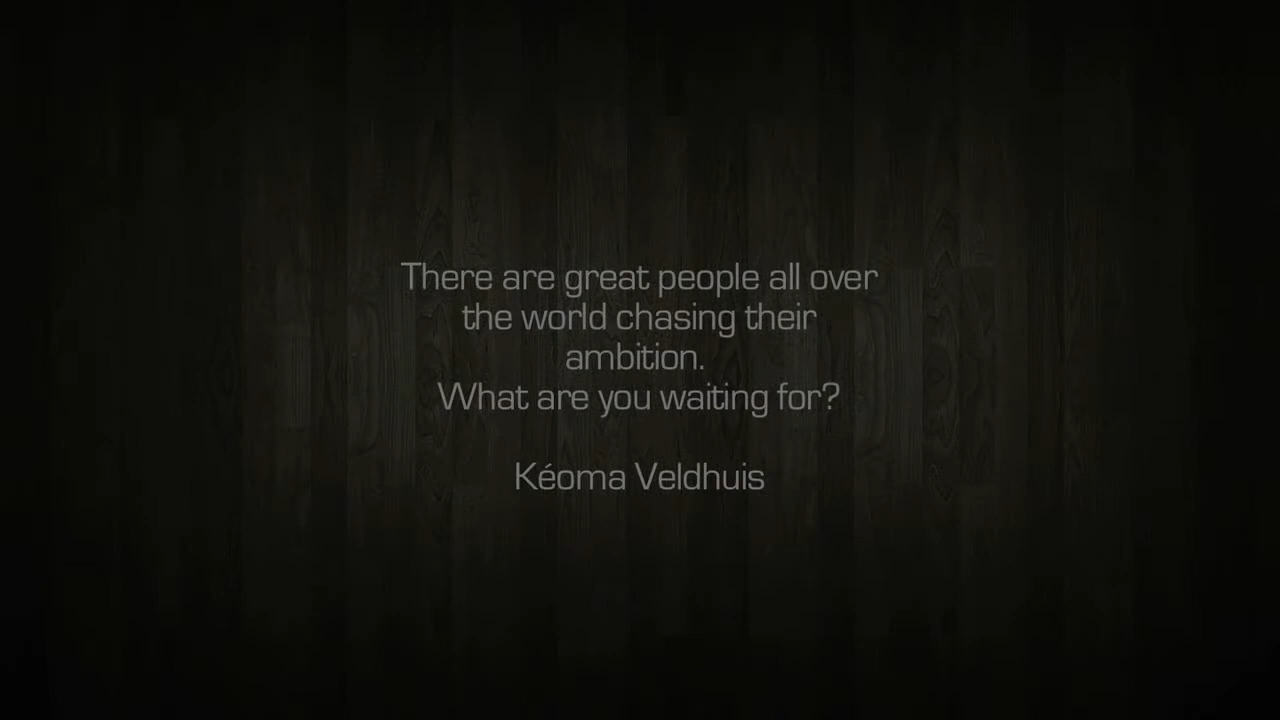 There are great people all over
the world chasing their
ambition.
What are you waiting for?
Kéoma Veldhuis